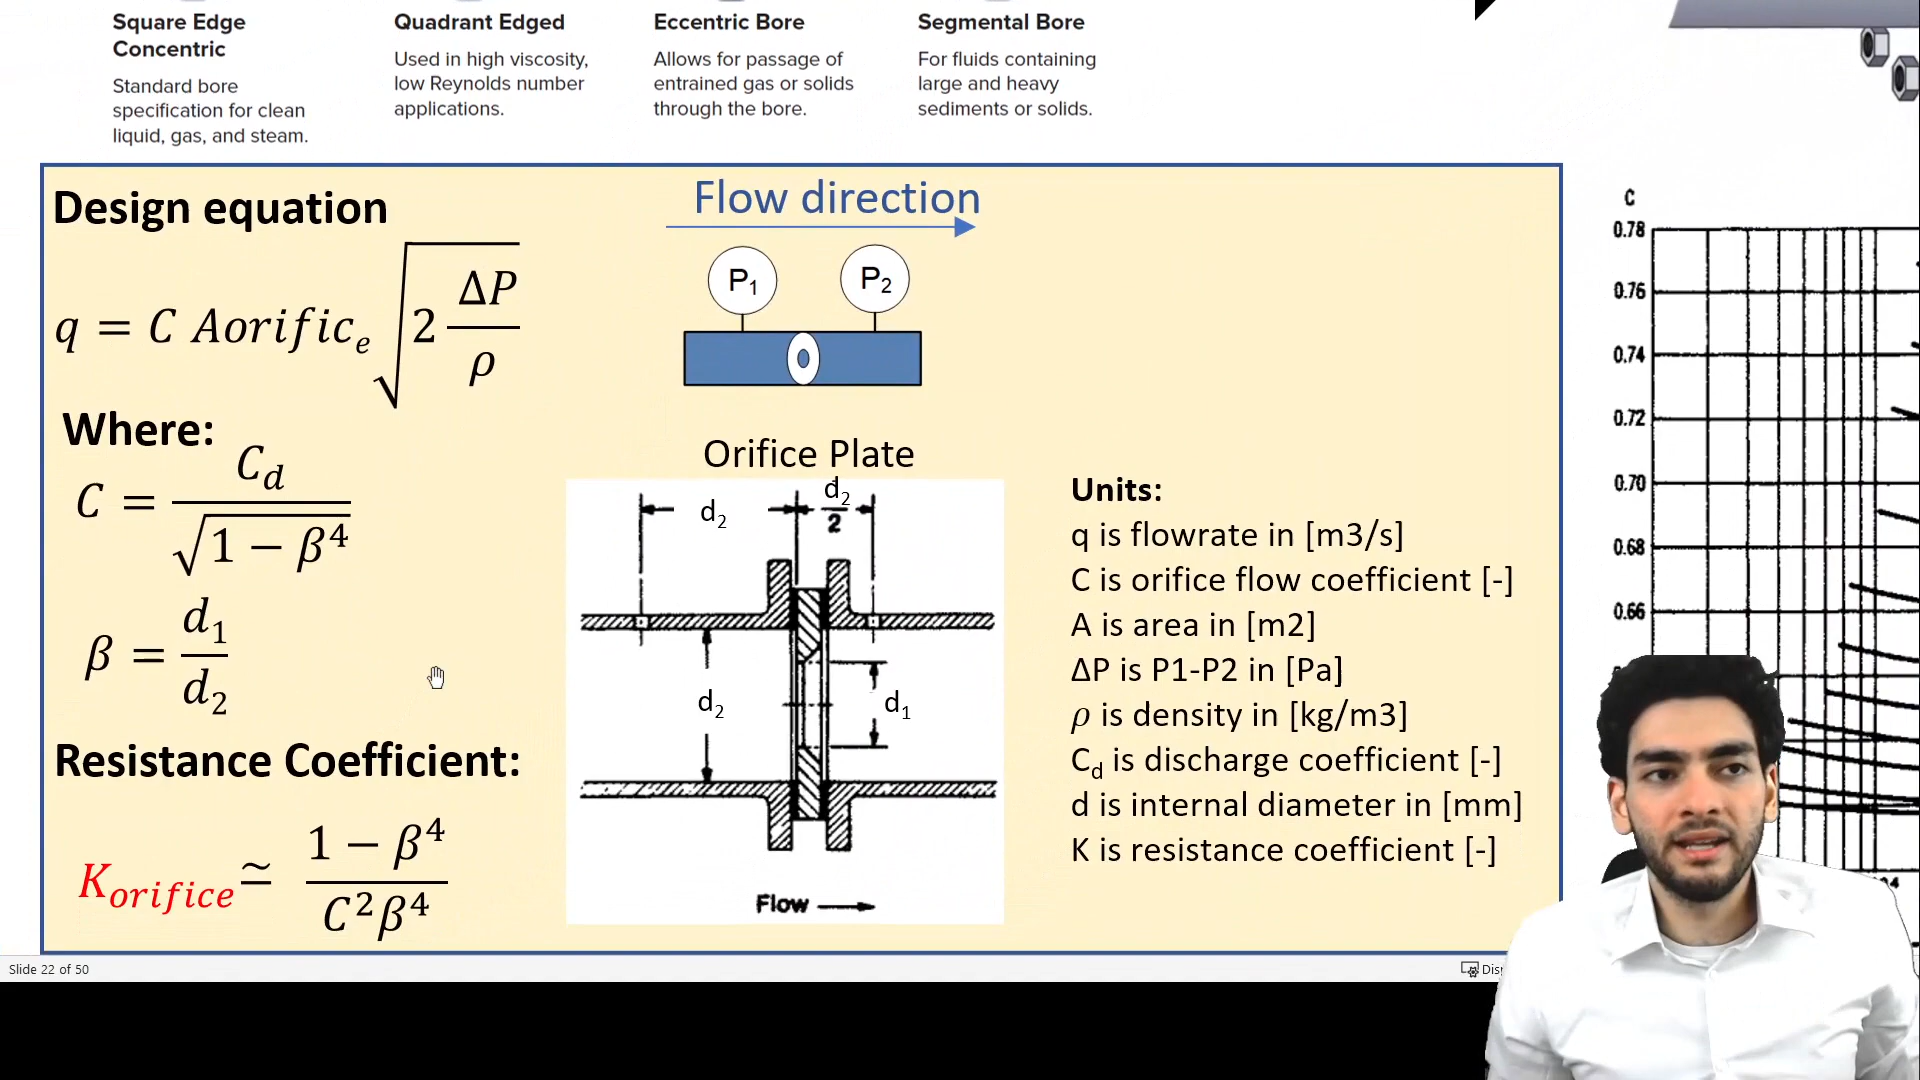 Square Edge
Concentric
Standard bore
specification for clean
liquid, gas, and steam.
Quadrant Edged
Used in high viscosity,
low Reynolds number
applications.
Eccentric Bore
Allows for passage of
entrained gas or solids
through the bore.
Segmental Bore
For fluids containing
large and heavy
sediments or solids.
Design equation
q = C Aorifice √(2 ΔP/ρ)
Where:
C = C_d/√(1 − β⁴)
β = d₁/d₂
Resistance Coefficient:
K_orifice ≃ (1 − β⁴)/(C²β⁴)
Flow direction
P₁
P₂
Orifice Plate
d₂
d₂/2
d₂
d₁
Flow
Units:
q is flowrate in [m3/s]
C is orifice flow coefficient [-]
A is area in [m2]
ΔP is P1-P2 in [Pa]
ρ is density in [kg/m3]
C_d is discharge coefficient [-]
d is internal diameter in [mm]
K is resistance coefficient [-]
C
0.78
0.76
0.74
0.72
0.70
0.68
0.66
Slide 22 of 50